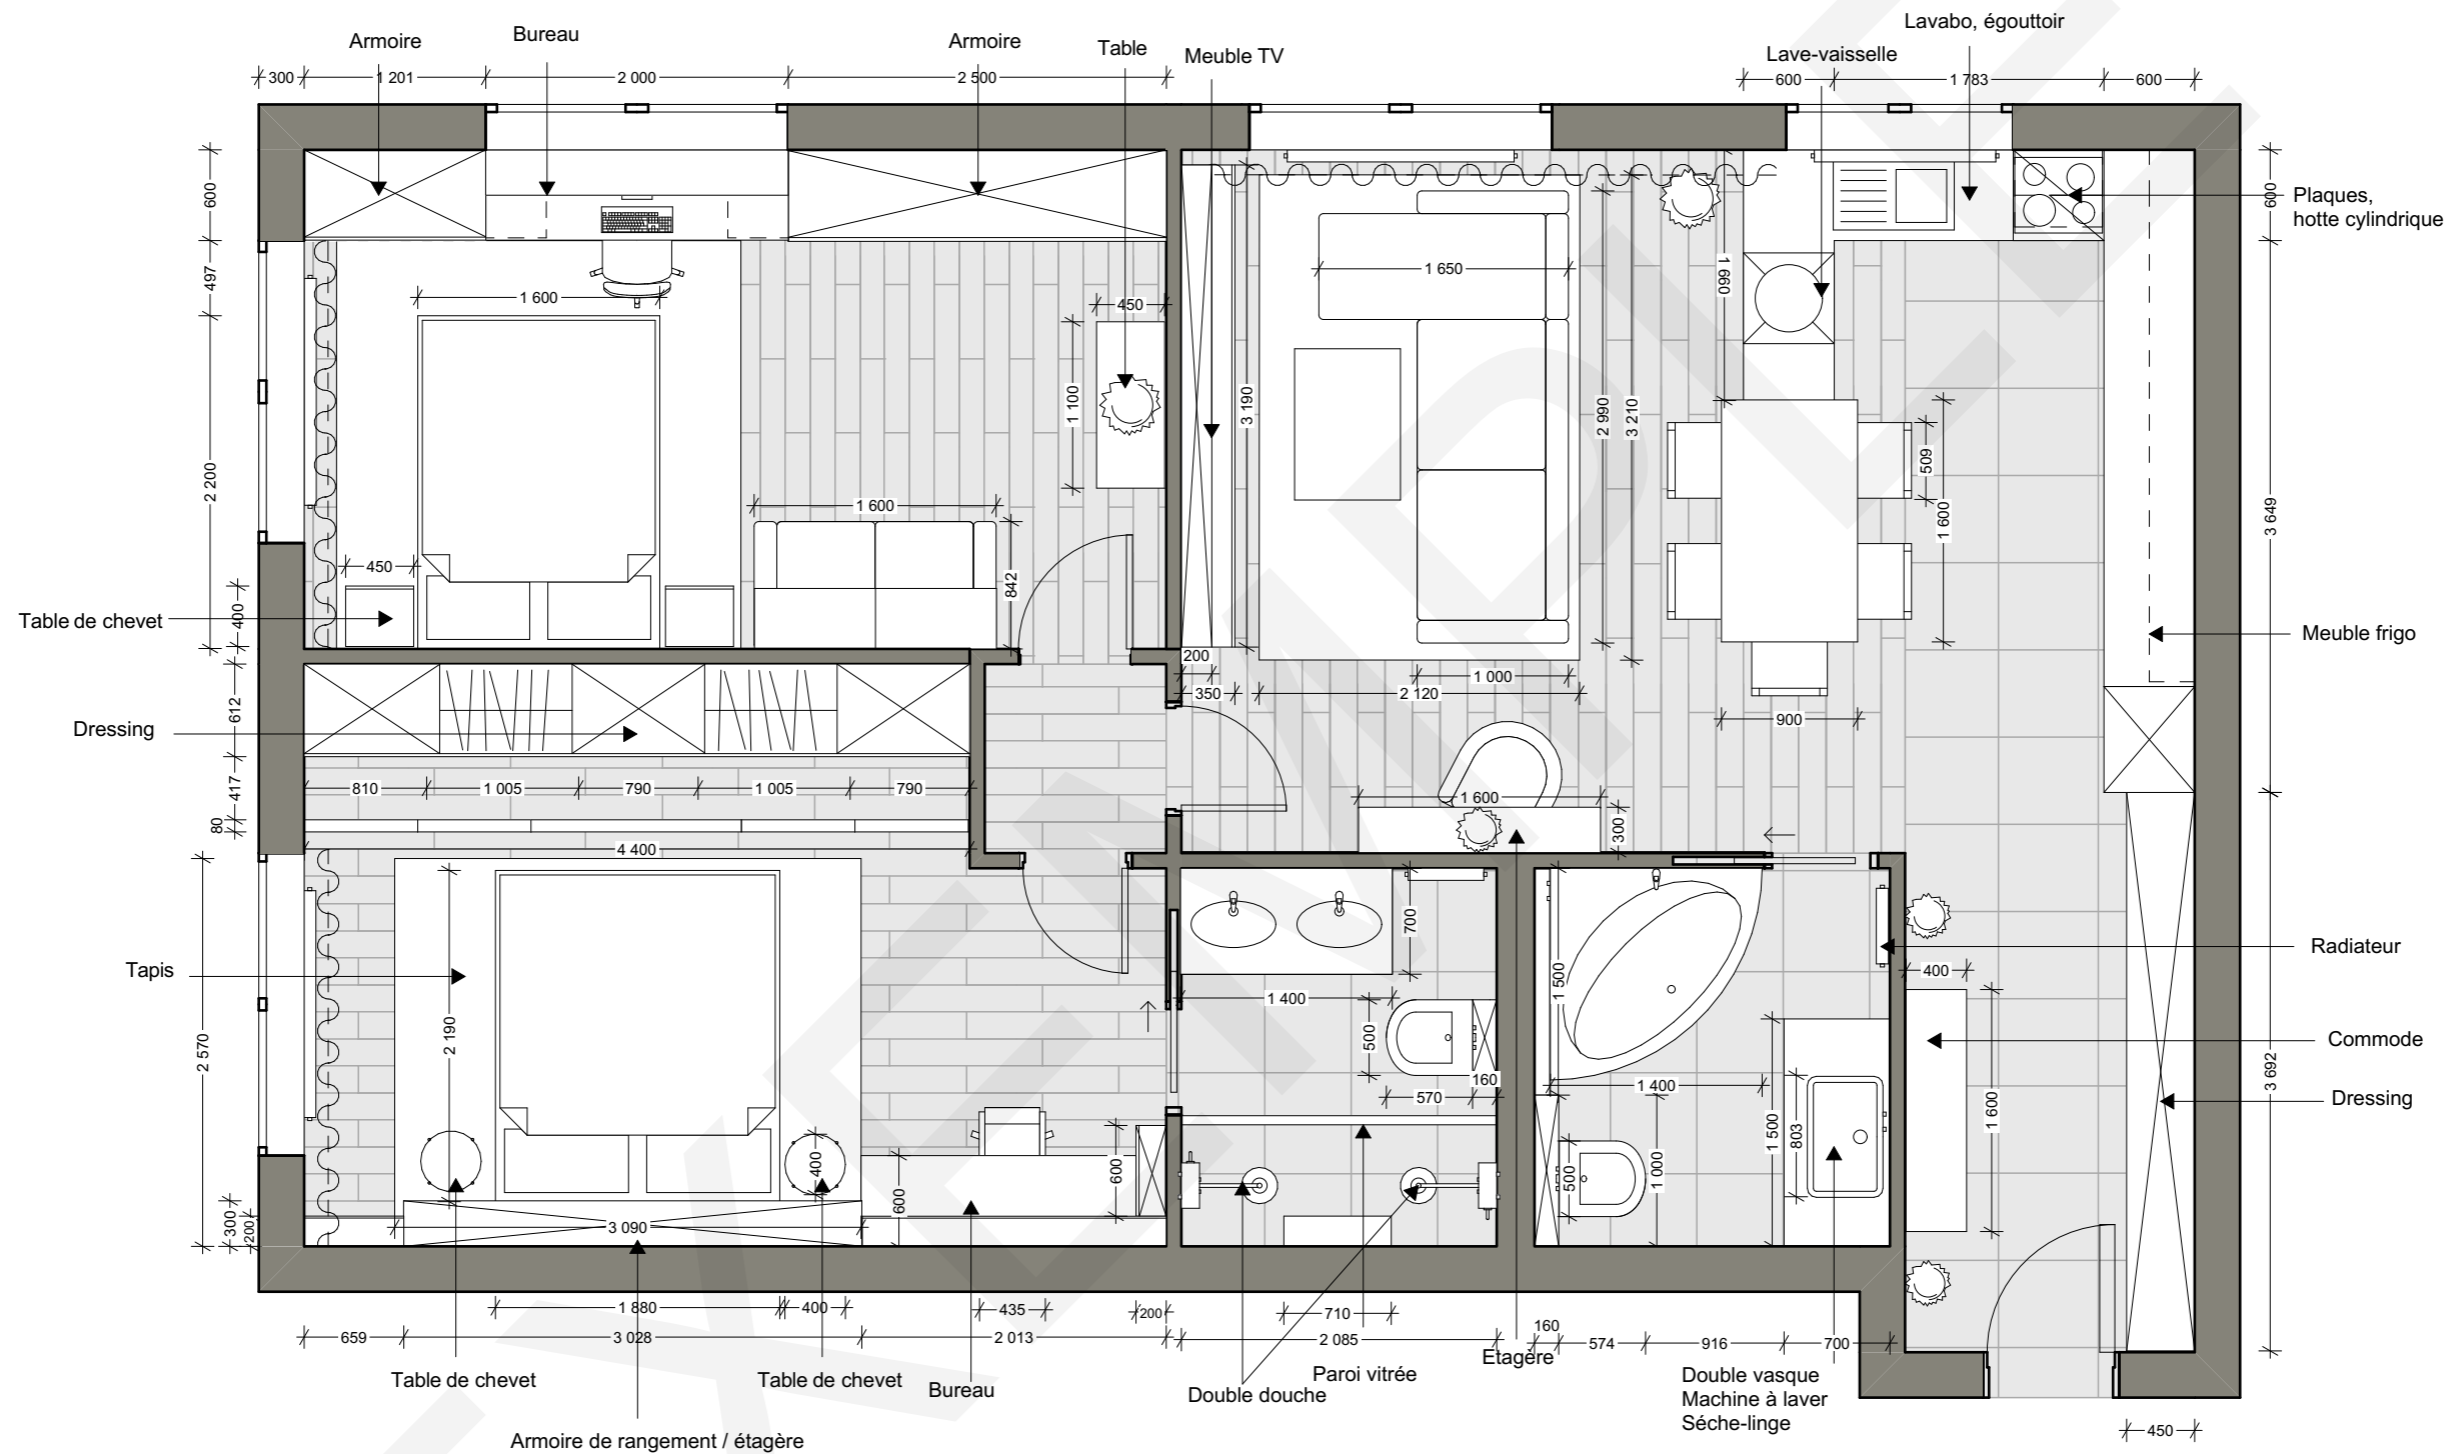 Lavabo, égouttoir
Armoire
Bureau
Armoire
Table
Meuble TV
Lave-vaisselle
300
1 201
2 000
2 500
600
1 783
600
600
497
2 200
400
612
417
80
2 570
300
200
Plaques,
hotte cylindrique
600
3 649
3 692
1 600
450
450
1 100
1 600
842
Table de chevet
1 650
3 190
2 990
3 210
1 660
509
1 600
Meuble frigo
200
350
1 000
2 120
900
Dressing
810
1 005
790
1 005
790
1 600
300
4 400
700
1 500
Radiateur
400
Tapis
2 190
1 400
500
160
570
1 400
1 500
803
1 600
Commode
Dressing
400
600
600
500
1 000
3 090
1 880
400
435
200
710
659
3 028
2 013
2 085
160
574
916
700
Etagère
Table de chevet
Table de chevet
Bureau
Double douche
Paroi vitrée
Double vasque
Machine à laver
Séche-linge
450
Armoire de rangement / étagère
EXEMPLE